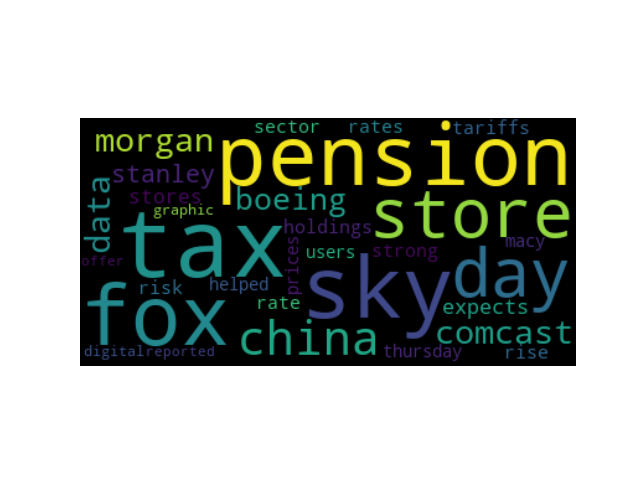 sector rates tariffs
morgan pension
stanley
data stores boeing store
graphic
tax holdings
offer prices users strong macy
risk helped sky day
fox rate expects
china comcast
digital reported thursday rise